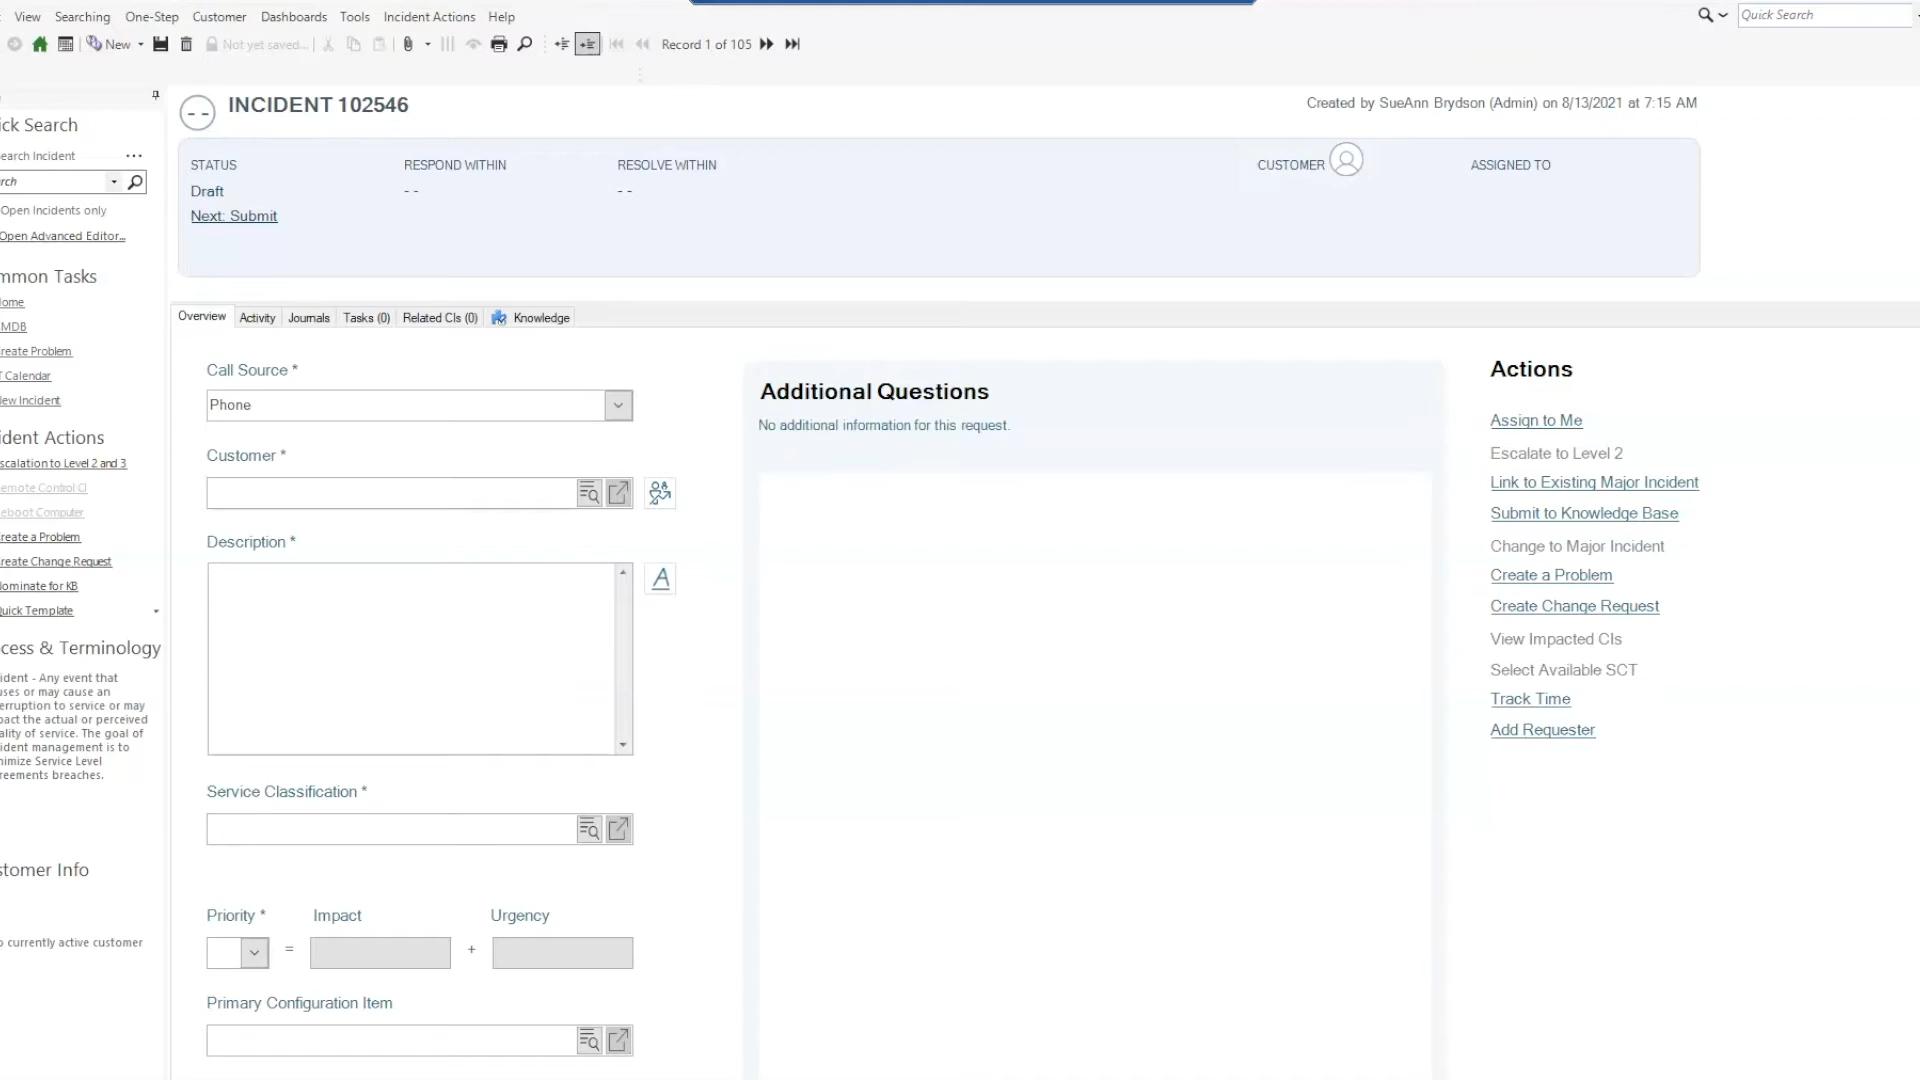 View Searching One-Step Customer Dashboards Tools Incident Actions Help
Quick Search
New Not yet saved... Record 1 of 105
INCIDENT 102546
Created by SueAnn Brydson (Admin) on 8/13/2021 at 7:15 AM
STATUS RESPOND WITHIN RESOLVE WITHIN CUSTOMER ASSIGNED TO
Draft - - - -
Next: Submit
ick Search
earch Incident ...
rch
Open Incidents only
Open Advanced Editor...
mmon Tasks
ome
MDB
reate Problem
T Calendar
ew Incident
ident Actions
scalation to Level 2 and 3
emote Control CI
eboot Computer
reate a Problem
reate Change Request
ominate for KB
uick Template
cess & Terminology
ident - Any event that
uses or may cause an
erruption to service or may
pact the actual or perceived
ality of service. The goal of
ident management is to
nimize Service Level
reements breaches.
stomer Info
o currently active customer
Overview Activity Journals Tasks (0) Related CIs (0) Knowledge
Call Source *
Phone
Customer *
Description *
A
Service Classification *
Priority * Impact Urgency
= +
Primary Configuration Item
Additional Questions
No additional information for this request.
Actions
Assign to Me
Escalate to Level 2
Link to Existing Major Incident
Submit to Knowledge Base
Change to Major Incident
Create a Problem
Create Change Request
View Impacted CIs
Select Available SCT
Track Time
Add Requester